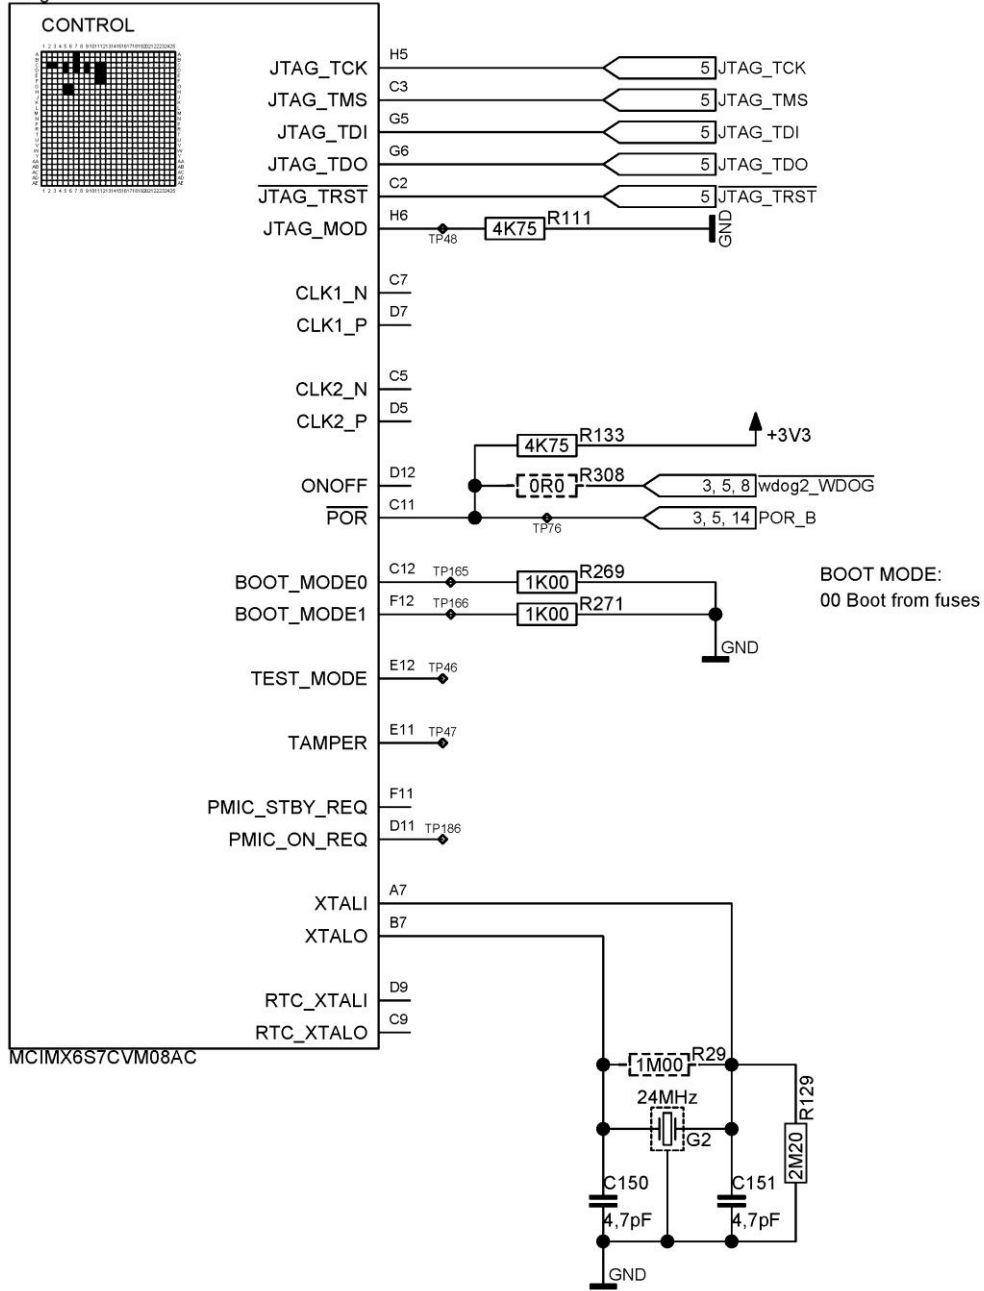 CONTROL
JTAG_TCK H5 5 JTAG_TCK
JTAG_TMS C3 5 JTAG_TMS
JTAG_TDI G5 5 JTAG_TDI
JTAG_TDO G6 5 JTAG_TDO
JTAG_TRST C2 5 JTAG_TRST
JTAG_MOD H6 TP48 4K75 R111 GND
CLK1_N C7
CLK1_P D7
CLK2_N C5
CLK2_P D5
4K75 R133 +3V3
ONOFF D12 0R0 R308 3, 5, 8 wdog2_WDOG
POR C11 TP76 3, 5, 14 POR_B
BOOT_MODE0 C12 TP165 1K00 R269
BOOT_MODE1 F12 TP166 1K00 R271
GND
BOOT MODE:
00 Boot from fuses
TEST_MODE E12 TP46
TAMPER E11 TP47
PMIC_STBY_REQ F11
PMIC_ON_REQ D11 TP186
XTALI A7
XTALO B7
RTC_XTALI D9
RTC_XTALO C9
MCIMX6S7CVM08AC
1M00 R29
24MHz
G2
R129
2M20
C150 C151
4,7pF 4,7pF
GND